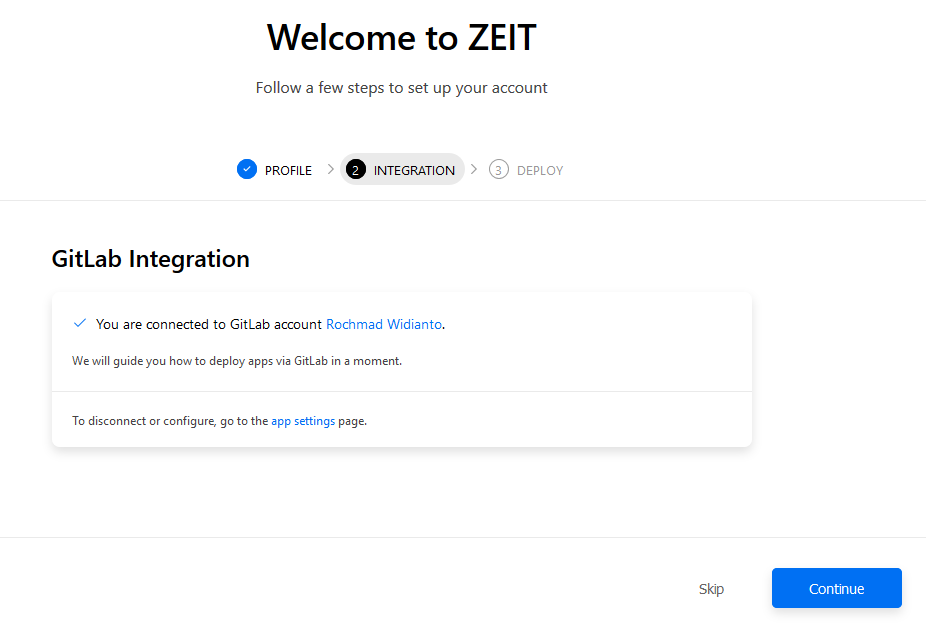 Welcome to ZEIT
Follow a few steps to set up your account
PROFILE
2 INTEGRATION
3 DEPLOY
GitLab Integration
You are connected to GitLab account Rochmad Widianto.
We will guide you how to deploy apps via GitLab in a moment.
To disconnect or configure, go to the app settings page.
Skip
Continue